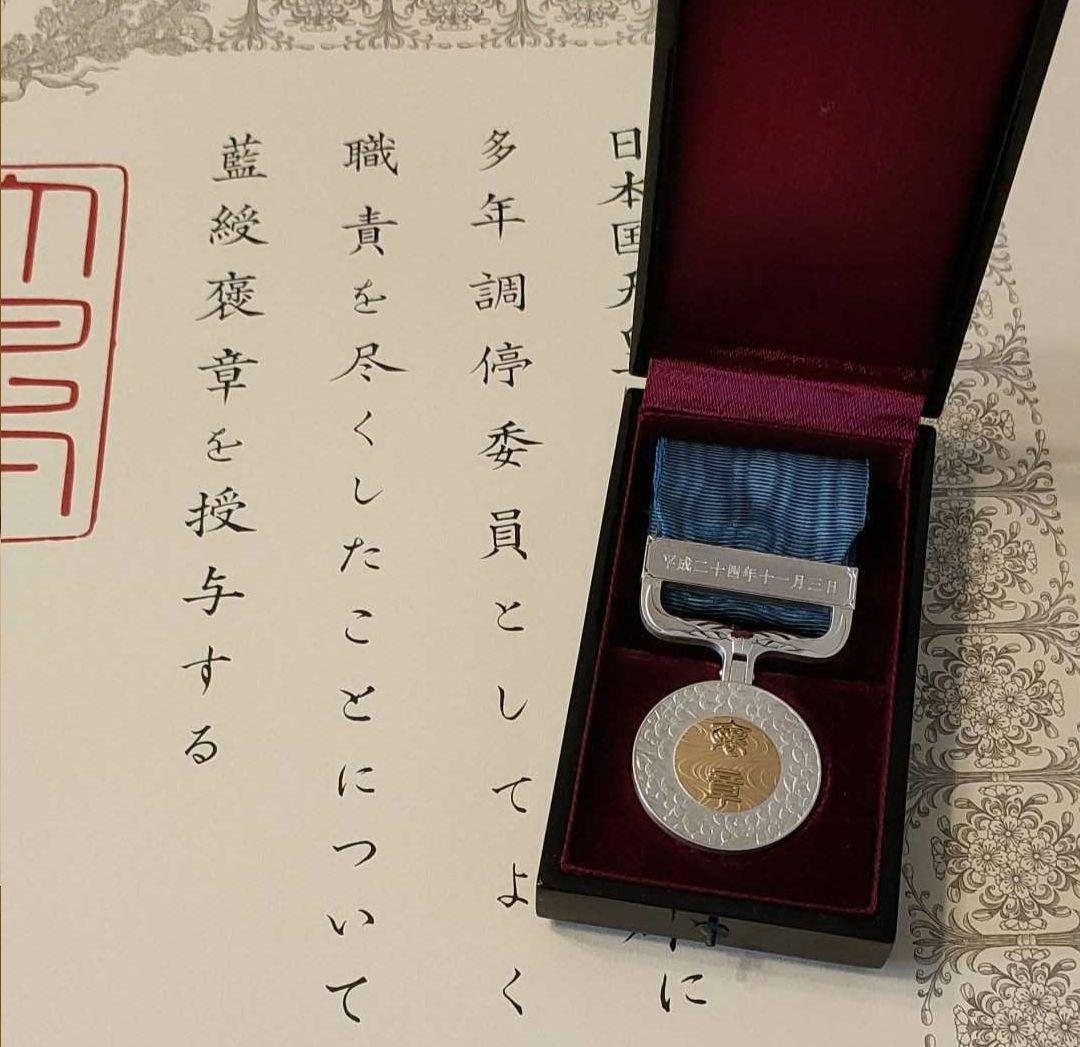 日本国天皇
に
多年調停委員としてよく
職責を尽くしたことについて
藍綬褒章を授与する
平成二十四年十一月三日
褒章